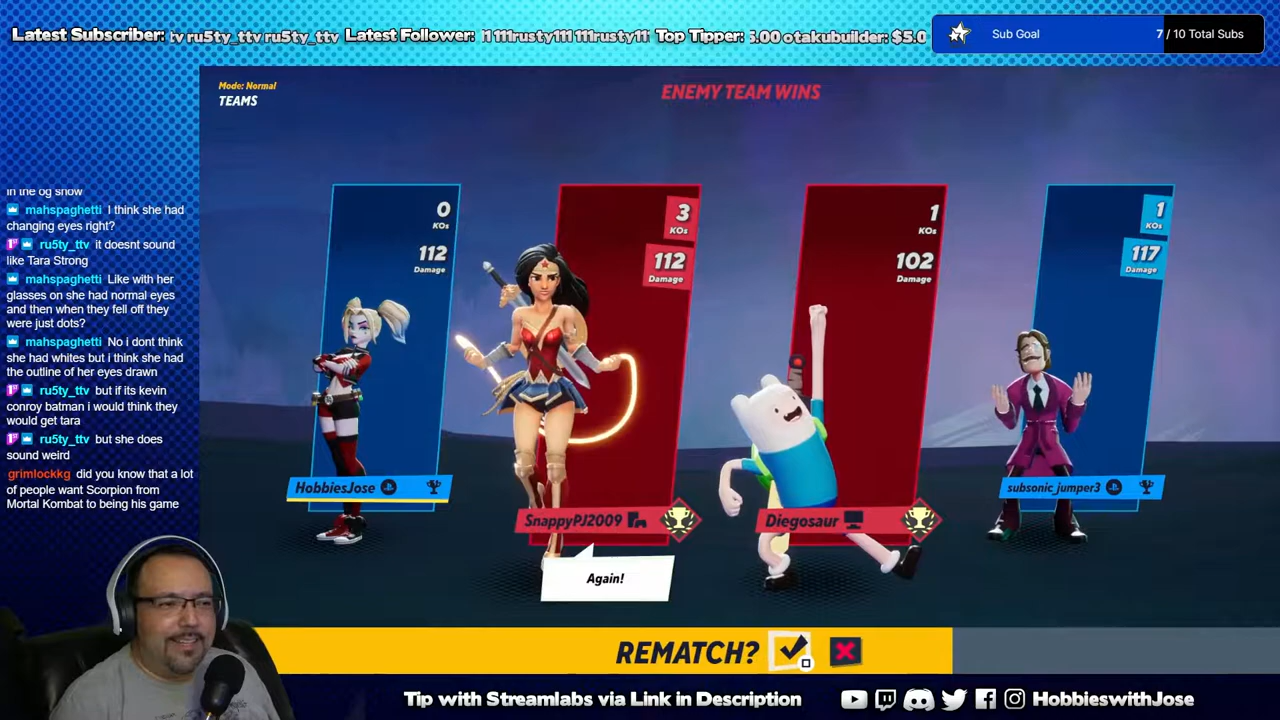 Latest Subscriber: tv ru5ty_ttv ru5ty_ttv Latest Follower: 111rusty111 111rusty11 Top Tipper: 5.00 otakubuilder: $5.0
Sub Goal 7 / 10 Total Subs
Mode: Normal
TEAMS
ENEMY TEAM WINS
in the og show
mahspaghetti I think she had
changing eyes right?
ru5ty_ttv it doesnt sound
like Tara Strong
mahspaghetti Like with her
glasses on she had normal eyes
and then when they fell off they
were just dots?
mahspaghetti No i dont think
she had whites but i think she had
the outline of her eyes drawn
ru5ty_ttv but if its kevin
conroy batman i would think they
would get tara
ru5ty_ttv but she does
sound weird
grimlockkg did you know that a lot
of people want Scorpion from
Mortal Kombat to being his game
0
KOs
112
Damage
HobbiesJose
3
KOs
112
Damage
SnappyPJ2009
Again!
1
KOs
102
Damage
Diegosaur
1
KOs
117
Damage
subsonic_jumper3
REMATCH?
Tip with Streamlabs via Link in Description
HobbieswithJose